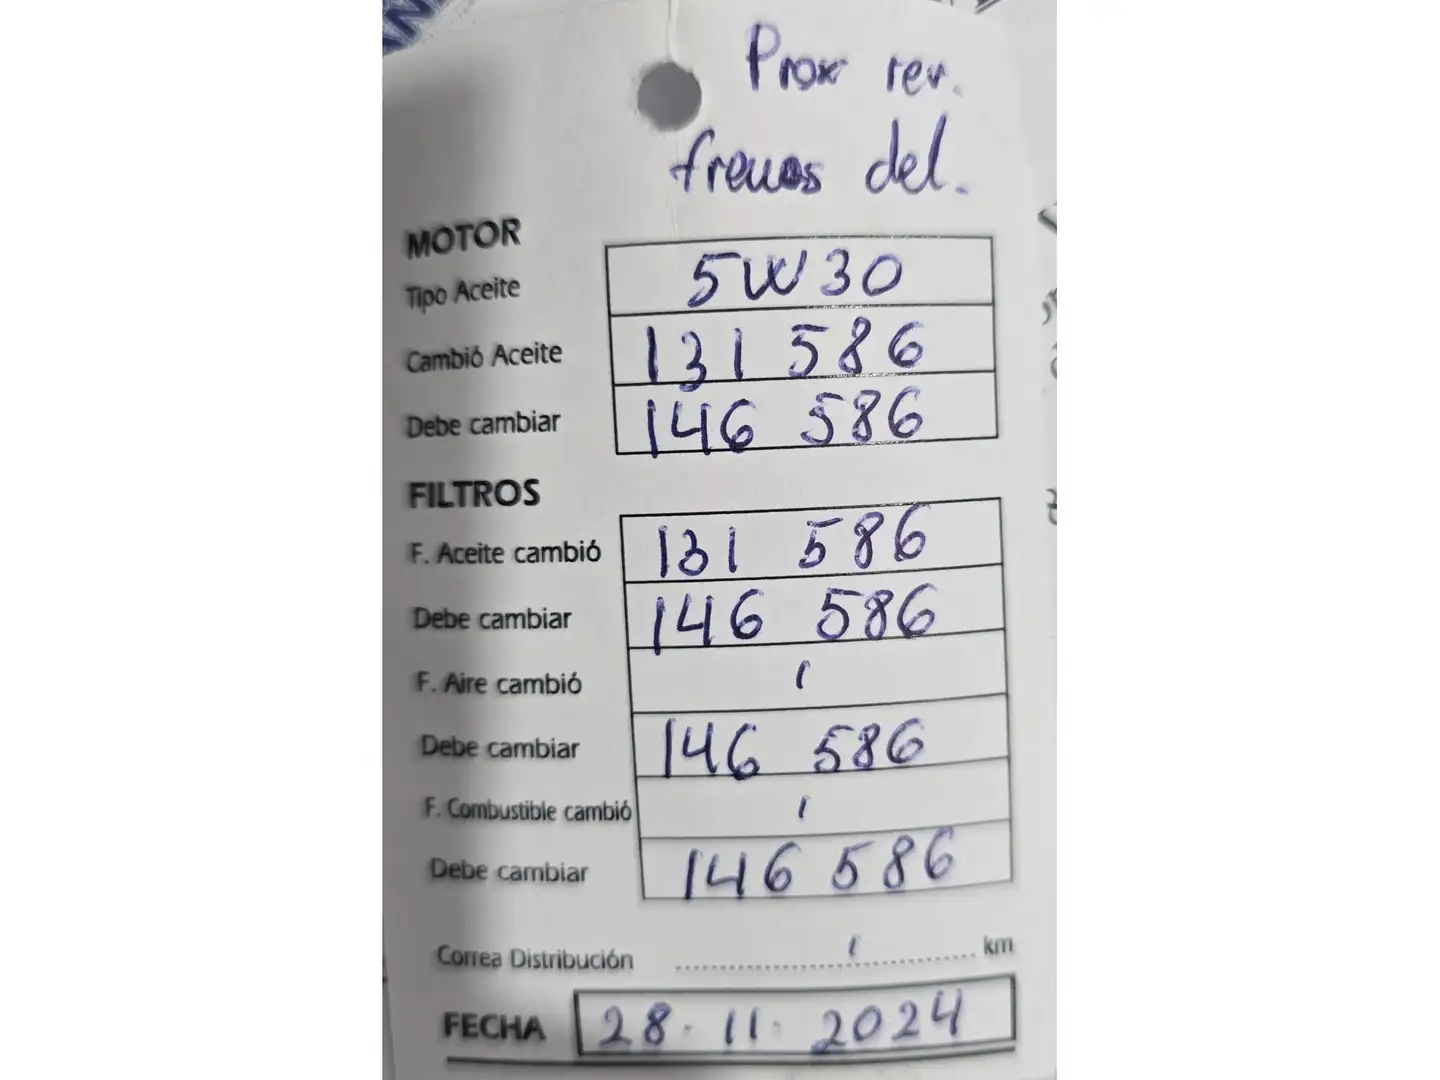 Prox rev.
frenos del.
MOTOR
Tipo Aceite 5W30
Cambió Aceite 131 586
Debe cambiar 146 586
FILTROS
F. Aceite cambió 131 586
Debe cambiar 146 586
F. Aire cambió
Debe cambiar 146 586
F. Combustible cambió
Debe cambiar 146 586
Correa Distribución km
FECHA 28·11·2024